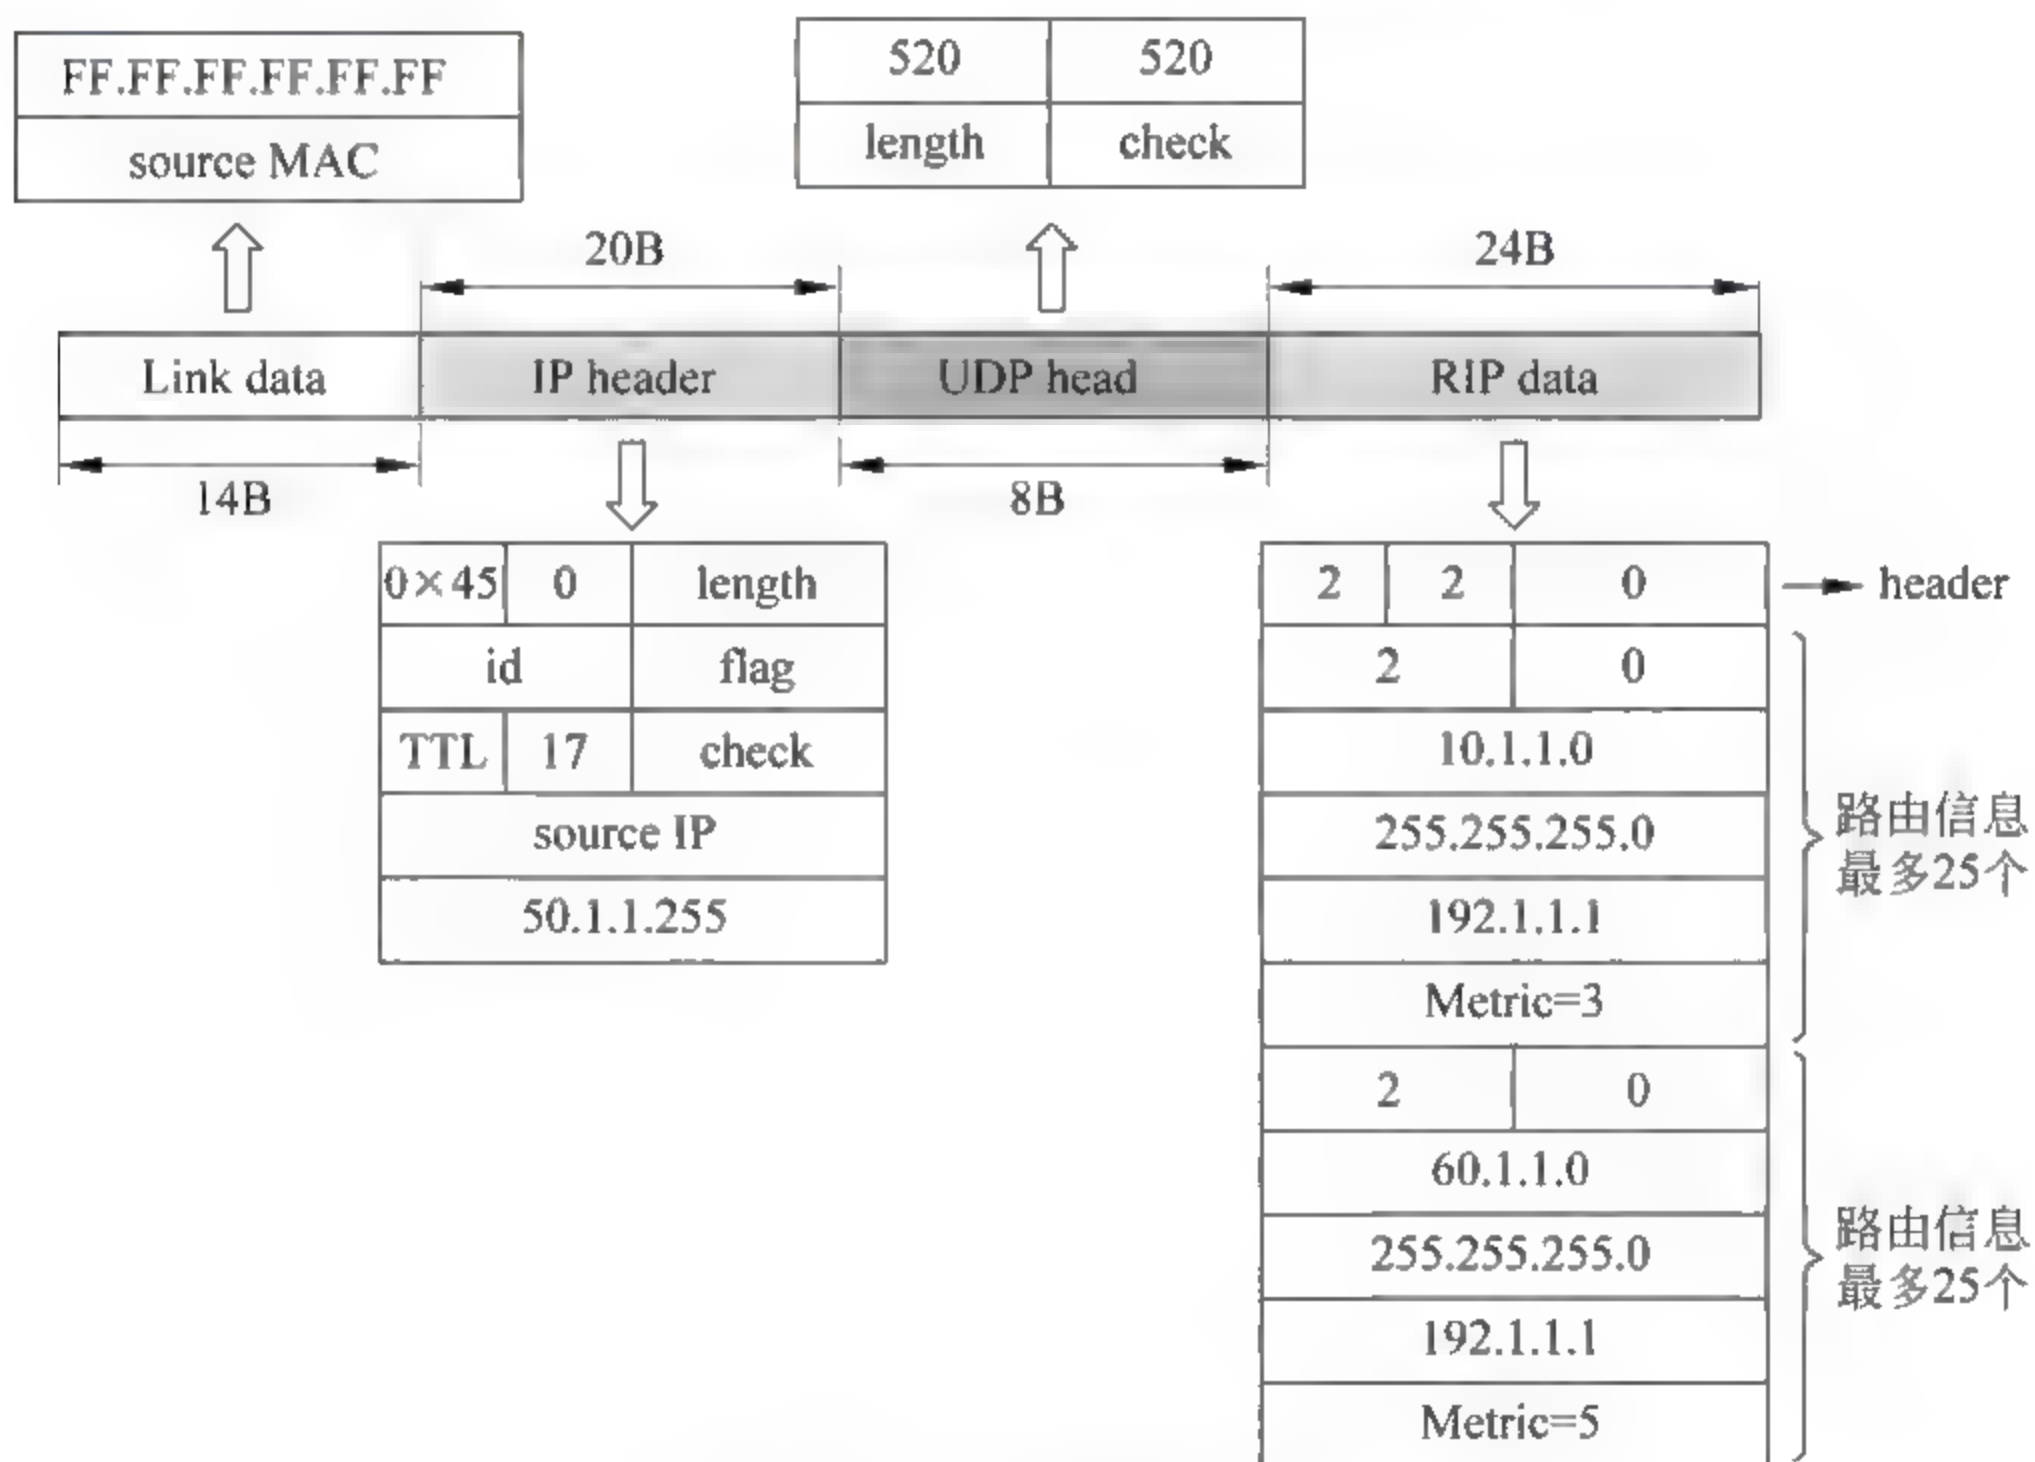 FF.FF.FF.FF.FF.FF
source MAC
520 520
length check
20B 24B
Link data IP header UDP head RIP data
14B 8B
0×45 0 length
id flag
TTL 17 check
source IP
50.1.1.255
2 2 0 header
2 0
10.1.1.0
255.255.255.0
192.1.1.1
Metric=3
路由信息
最多25个
2 0
60.1.1.0
255.255.255.0
192.1.1.1
Metric=5
路由信息
最多25个